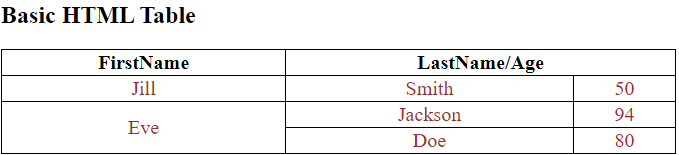 Basic HTML Table
FirstName LastName/Age
Jill Smith 50
Eve Jackson 94
Doe 80